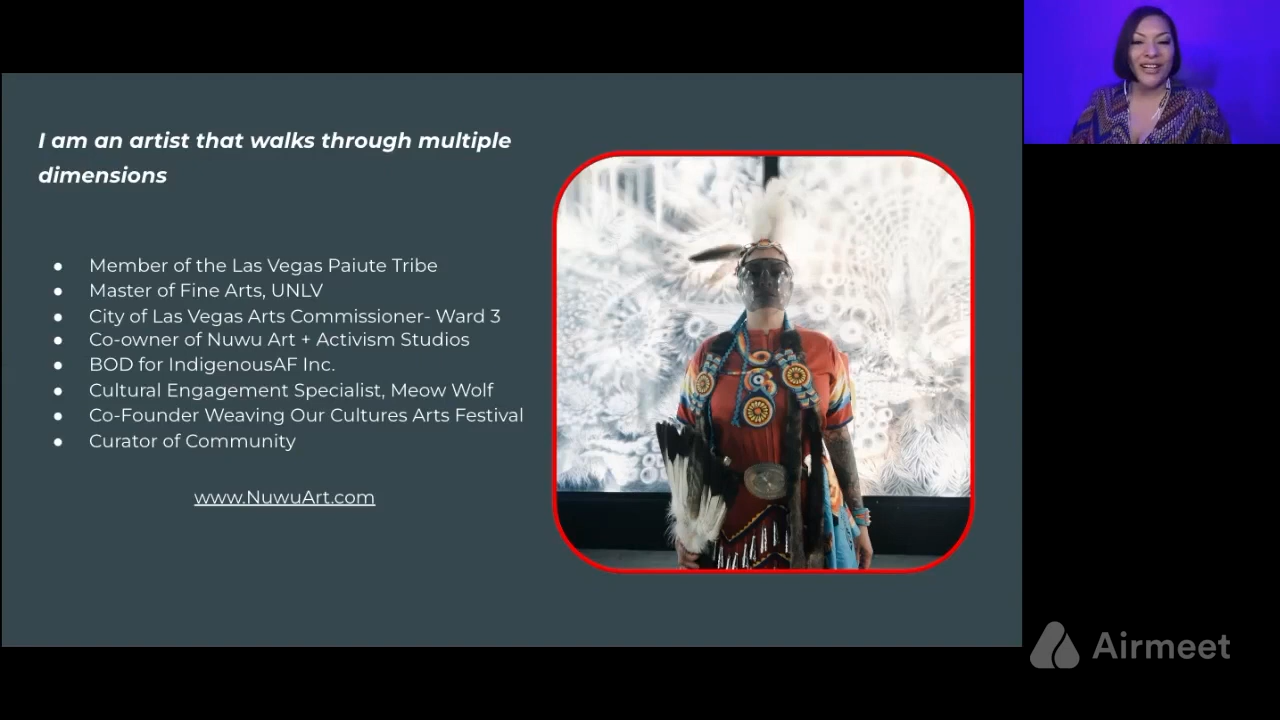 I am an artist that walks through multiple
dimensions
Member of the Las Vegas Paiute Tribe
Master of Fine Arts, UNLV
City of Las Vegas Arts Commissioner- Ward 3
Co-owner of Nuwu Art + Activism Studios
BOD for IndigenousAF Inc.
Cultural Engagement Specialist, Meow Wolf
Co-Founder Weaving Our Cultures Arts Festival
Curator of Community
www.NuwuArt.com
Airmeet